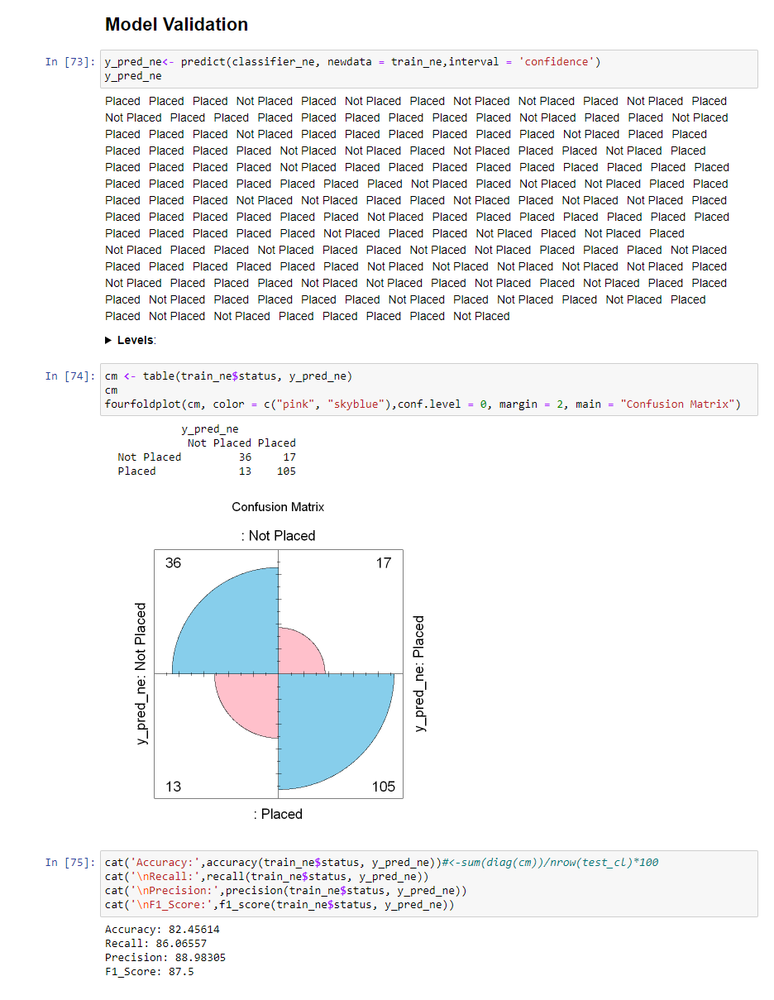 Model Validation
In [73]: y_pred_ne<- predict(classifier_ne, newdata = train_ne,interval = 'confidence')
y_pred_ne
Placed Placed Placed Not Placed Placed Not Placed Placed Not Placed Not Placed Placed Not Placed Placed
Not Placed Placed Placed Placed Placed Placed Placed Placed Not Placed Placed Placed Not Placed
Placed Placed Placed Not Placed Placed Placed Placed Placed Placed Placed Not Placed Placed Placed
Placed Placed Placed Placed Not Placed Not Placed Placed Not Placed Placed Placed Not Placed Placed
Placed Placed Placed Placed Not Placed Placed Placed Placed Placed Placed Placed Placed Placed Placed
Placed Placed Placed Placed Placed Placed Placed Not Placed Placed Not Placed Not Placed Placed Placed
Placed Placed Placed Not Placed Not Placed Placed Placed Not Placed Placed Not Placed Not Placed Placed
Placed Placed Placed Placed Placed Placed Not Placed Placed Placed Placed Placed Placed Placed Placed
Placed Placed Placed Placed Placed Not Placed Placed Placed Not Placed Placed Not Placed Placed
Not Placed Placed Placed Not Placed Placed Placed Not Placed Not Placed Placed Placed Placed Not Placed
Placed Placed Placed Placed Placed Placed Not Placed Not Placed Not Placed Not Placed Not Placed Placed
Not Placed Placed Placed Placed Not Placed Not Placed Placed Not Placed Placed Not Placed Placed Placed
Placed Not Placed Placed Placed Placed Placed Not Placed Placed Not Placed Placed Not Placed Placed
Placed Not Placed Not Placed Placed Placed Placed Placed Not Placed
▶ Levels:
In [74]: cm <- table(train_ne$status, y_pred_ne)
cm
fourfoldplot(cm, color = c("pink", "skyblue"),conf.level = 0, margin = 2, main = "Confusion Matrix")
y_pred_ne
Not Placed Placed
Not Placed 36 17
Placed 13 105
Confusion Matrix
: Not Placed
36 17
y_pred_ne: Not Placed
y_pred_ne: Placed
13 105
: Placed
In [75]: cat('Accuracy:',accuracy(train_ne$status, y_pred_ne))#<-sum(diag(cm))/nrow(test_cl)*100
cat('\nRecall:',recall(train_ne$status, y_pred_ne))
cat('\nPrecision:',precision(train_ne$status, y_pred_ne))
cat('\nF1_Score:',f1_score(train_ne$status, y_pred_ne))
Accuracy: 82.45614
Recall: 86.06557
Precision: 88.98305
F1_Score: 87.5